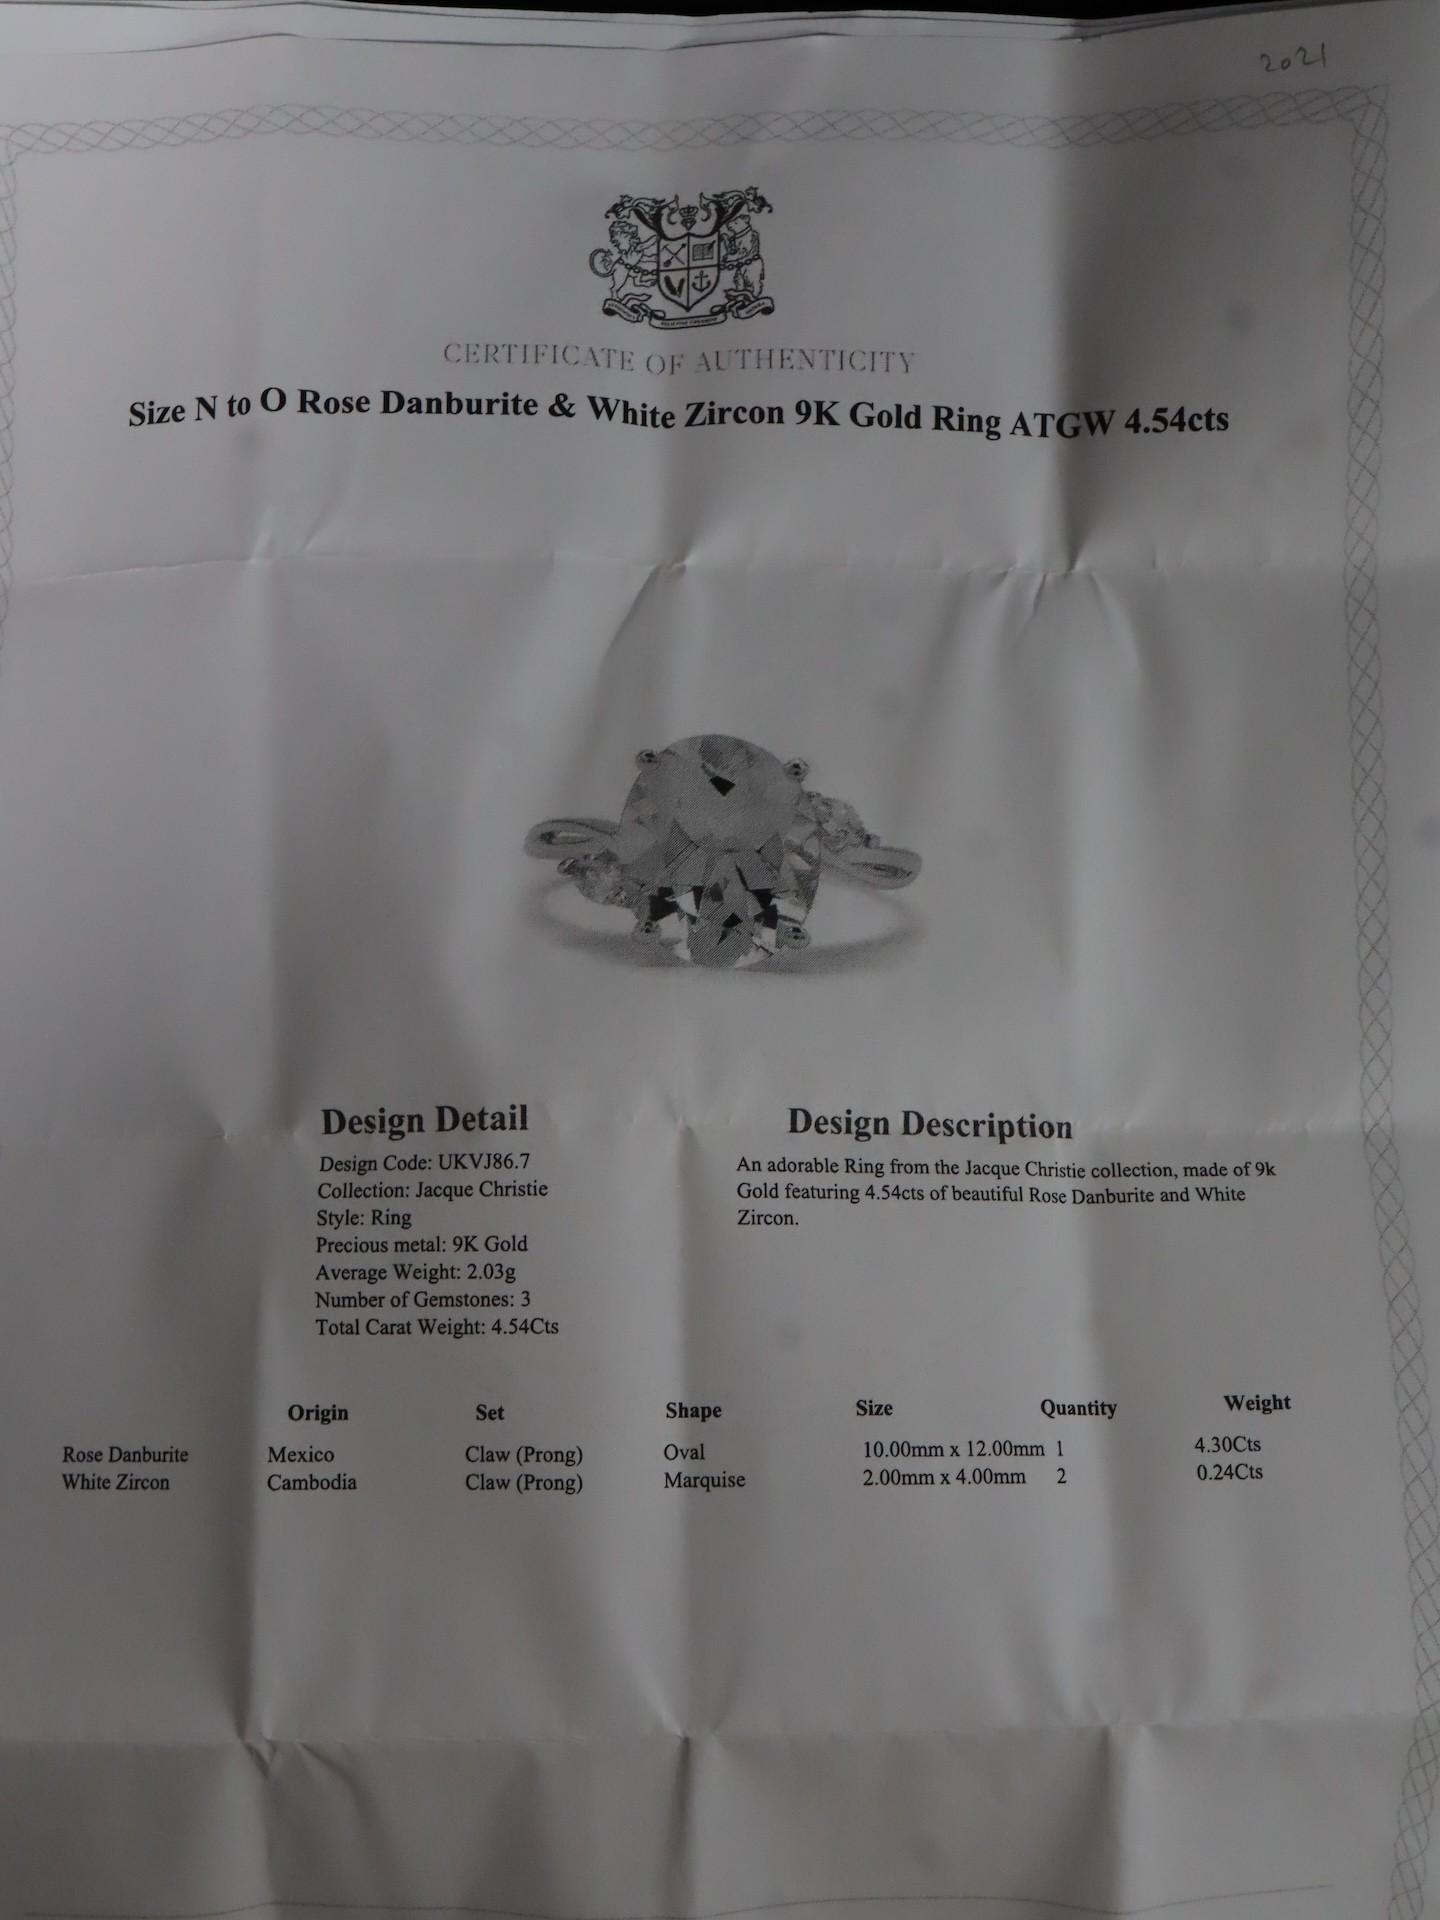 2021
CERTIFICATE OF AUTHENTICITY
Size N to O Rose Danburite & White Zircon 9K Gold Ring ATGW 4.54cts
Design Detail
Design Code: UKVJ86.7
Collection: Jacque Christie
Style: Ring
Precious metal: 9K Gold
Average Weight: 2.03g
Number of Gemstones: 3
Total Carat Weight: 4.54Cts
Design Description
An adorable Ring from the Jacque Christie collection, made of 9k
Gold featuring 4.54cts of beautiful Rose Danburite and White
Zircon.
Origin Set Shape Size Quantity Weight
Rose Danburite Mexico Claw (Prong) Oval 10.00mm x 12.00mm 1 4.30Cts
White Zircon Cambodia Claw (Prong) Marquise 2.00mm x 4.00mm 2 0.24Cts